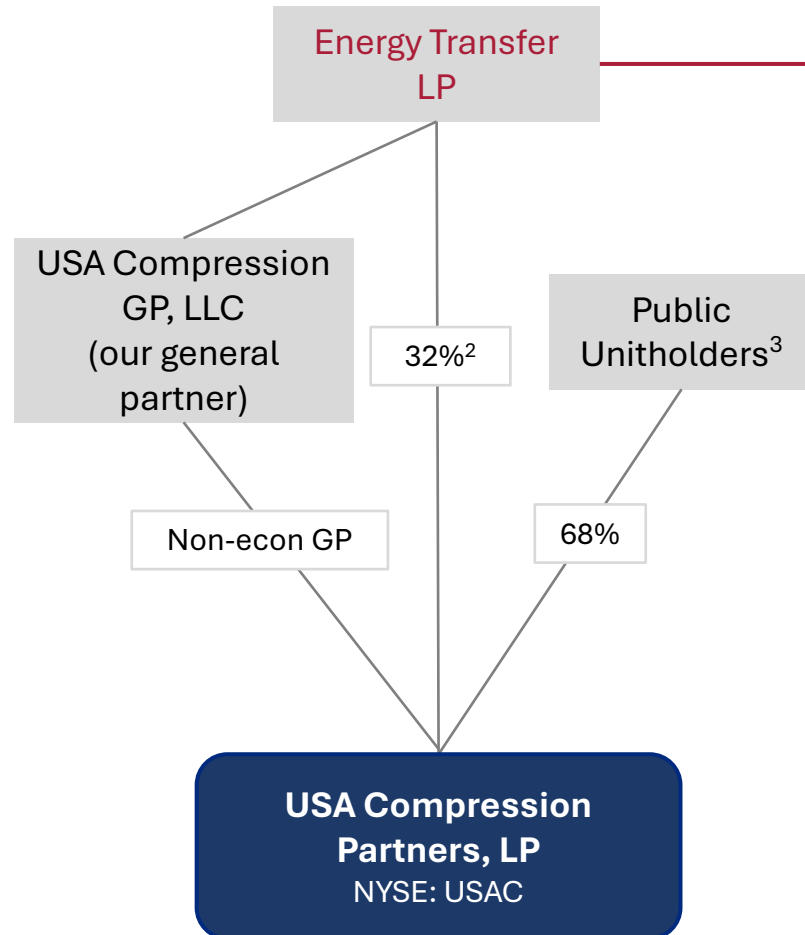 Energy Transfer
LP
USA Compression
GP, LLC
(our general
partner)
32%²
Public
Unitholders³
Non-econ GP
68%
USA Compression
Partners, LP
NYSE: USAC